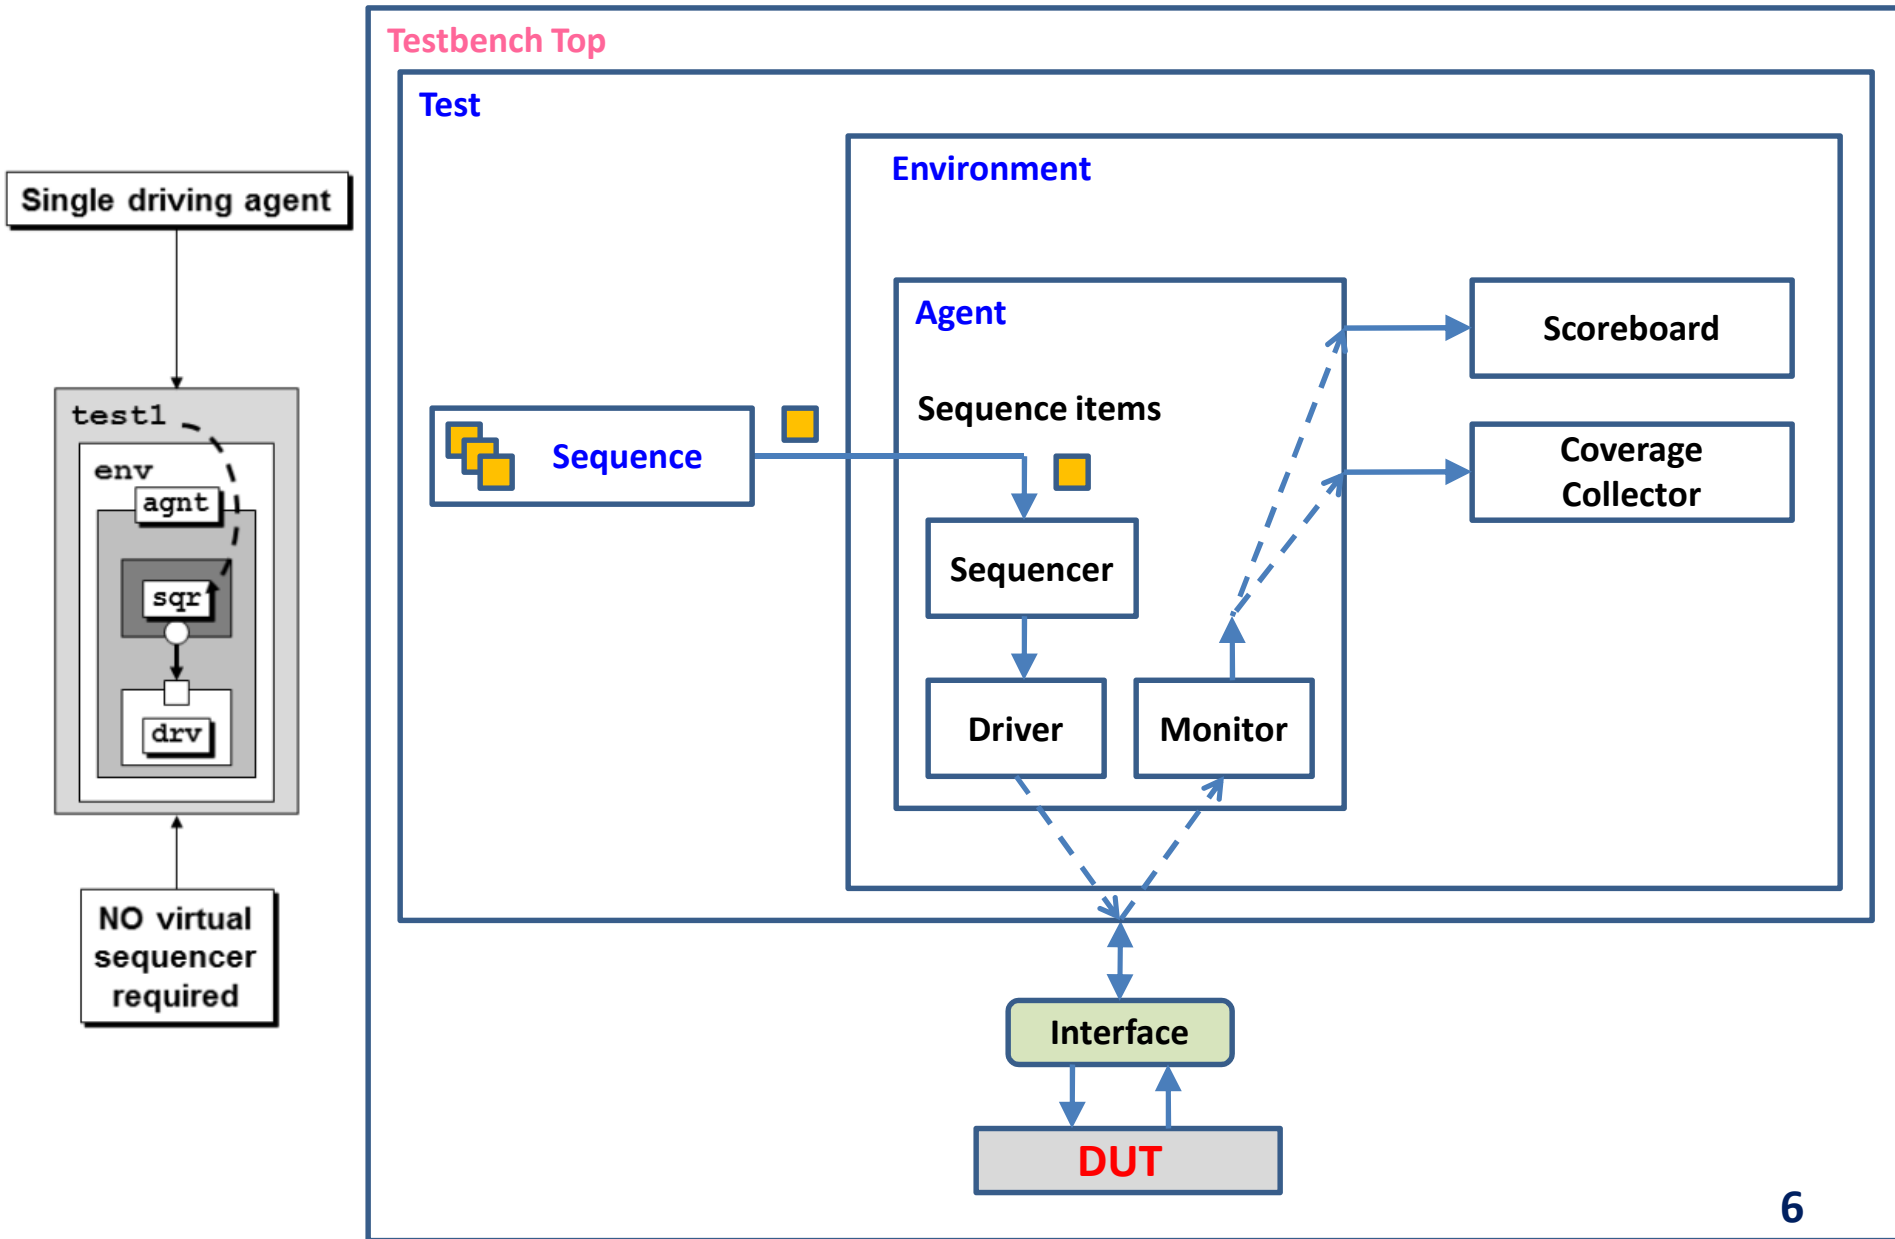 Single driving agent
test1
env
agnt
sqr
drv
NO virtual
sequencer
required
Testbench Top
Test
Environment
Agent
Sequence items
Sequence
Sequencer
Driver
Monitor
Scoreboard
Coverage
Collector
Interface
DUT
6